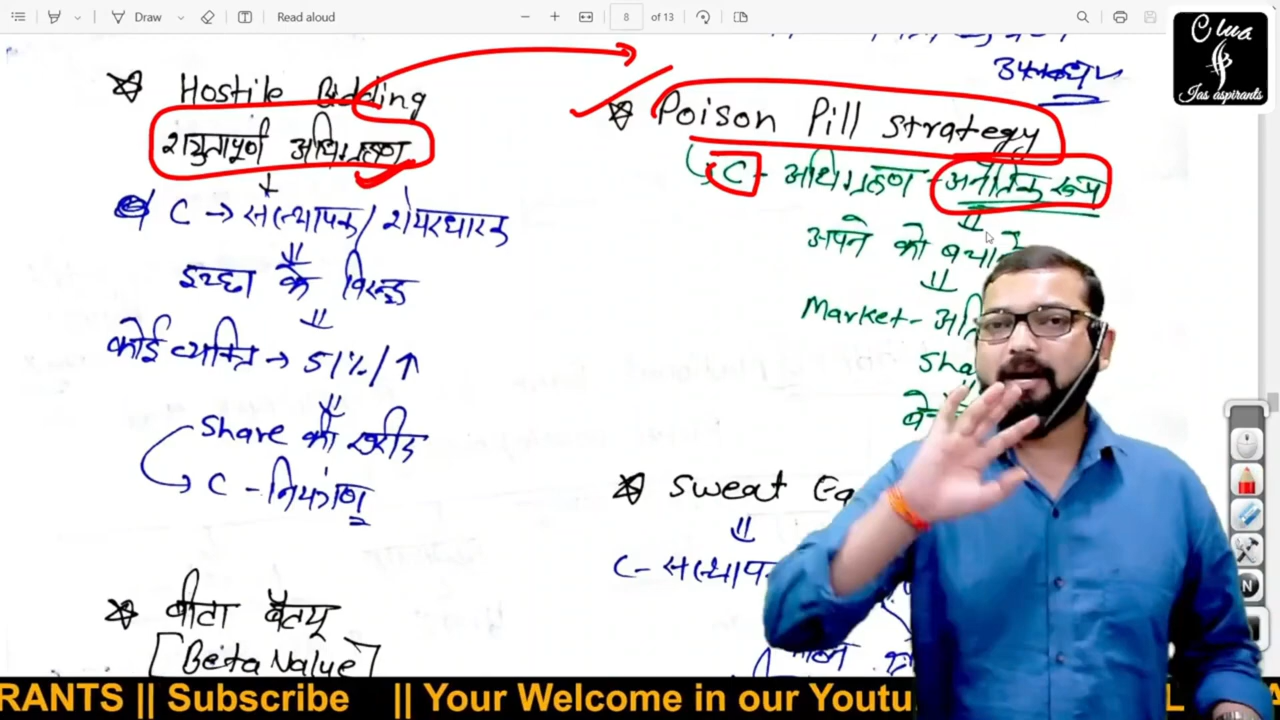 Draw
Read aloud
8
of 13
Clua
Ias aspirants
Hostile Bidding
शत्रुतापूर्ण अधिग्रहण
C → संस्थापक / शेयरधारक
इच्छा के विरुद्ध
कोई व्यक्ति → 51% / ↑
Share की खरीद
C - नियंत्रण
बीटा वैल्यू
[Beta Value]
Poison Pill Strategy
C - अधिग्रहण - अनैतिक रूप
अपने को बचाने
Market -
Sweat
C - संस्थापक
RANTS || Subscribe || Your Welcome in our Youtu